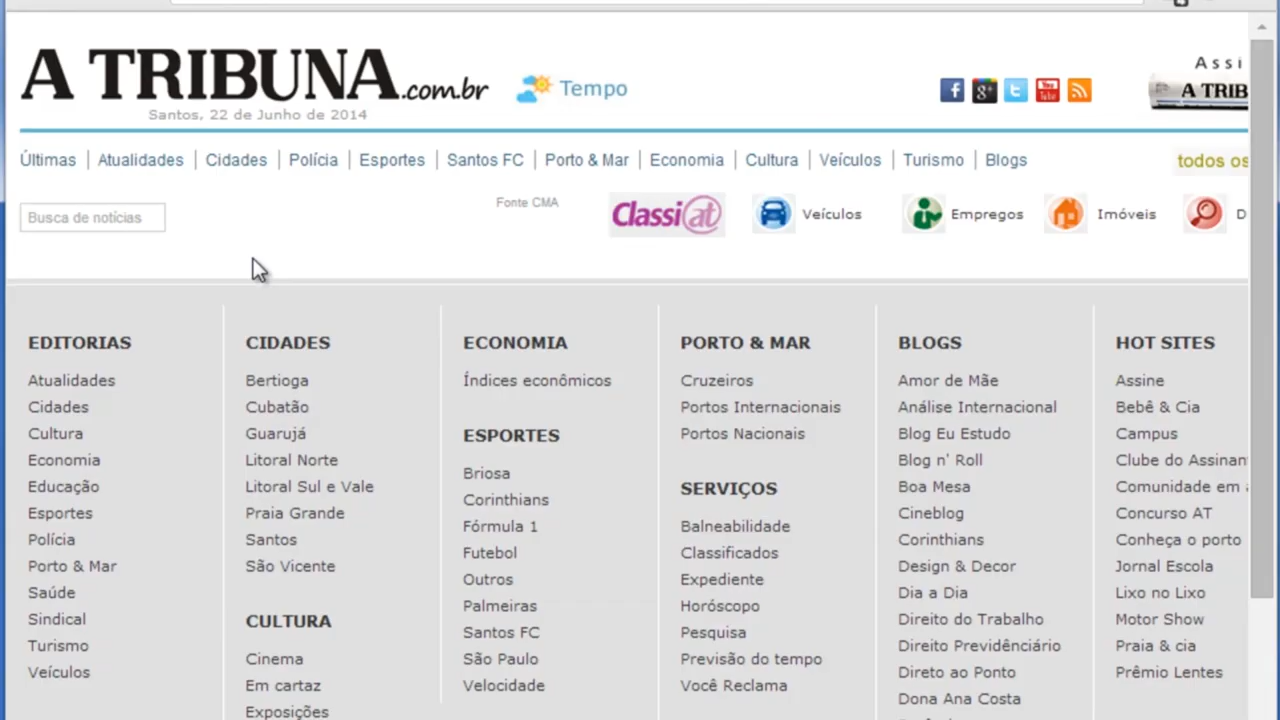 A TRIBUNA.com.br
Tempo
Assi
A TRIB
Santos, 22 de Junho de 2014
Últimas | Atualidades | Cidades | Polícia | Esportes | Santos FC | Porto & Mar | Economia | Cultura | Veículos | Turismo | Blogs
todos os
Busca de notícias
Fonte CMA
Classi@t
Veículos
Empregos
Imóveis
D
EDITORIAS
Atualidades
Cidades
Cultura
Economia
Educação
Esportes
Polícia
Porto & Mar
Saúde
Sindical
Turismo
Veículos
CIDADES
Bertioga
Cubatão
Guarujá
Litoral Norte
Litoral Sul e Vale
Praia Grande
Santos
São Vicente
CULTURA
Cinema
Em cartaz
Exposições
ECONOMIA
Índices econômicos
ESPORTES
Briosa
Corinthians
Fórmula 1
Futebol
Outros
Palmeiras
Santos FC
São Paulo
Velocidade
PORTO & MAR
Cruzeiros
Portos Internacionais
Portos Nacionais
SERVIÇOS
Balneabilidade
Classificados
Expediente
Horóscopo
Pesquisa
Previsão do tempo
Você Reclama
BLOGS
Amor de Mãe
Análise Internacional
Blog Eu Estudo
Blog n' Roll
Boa Mesa
Cineblog
Corinthians
Design & Decor
Dia a Dia
Direito do Trabalho
Direito Previdênciário
Direto ao Ponto
Dona Ana Costa
HOT SITES
Assine
Bebê & Cia
Campus
Clube do Assinan
Comunidade em
Concurso AT
Conheça o porto
Jornal Escola
Lixo no Lixo
Motor Show
Praia & cia
Prêmio Lentes